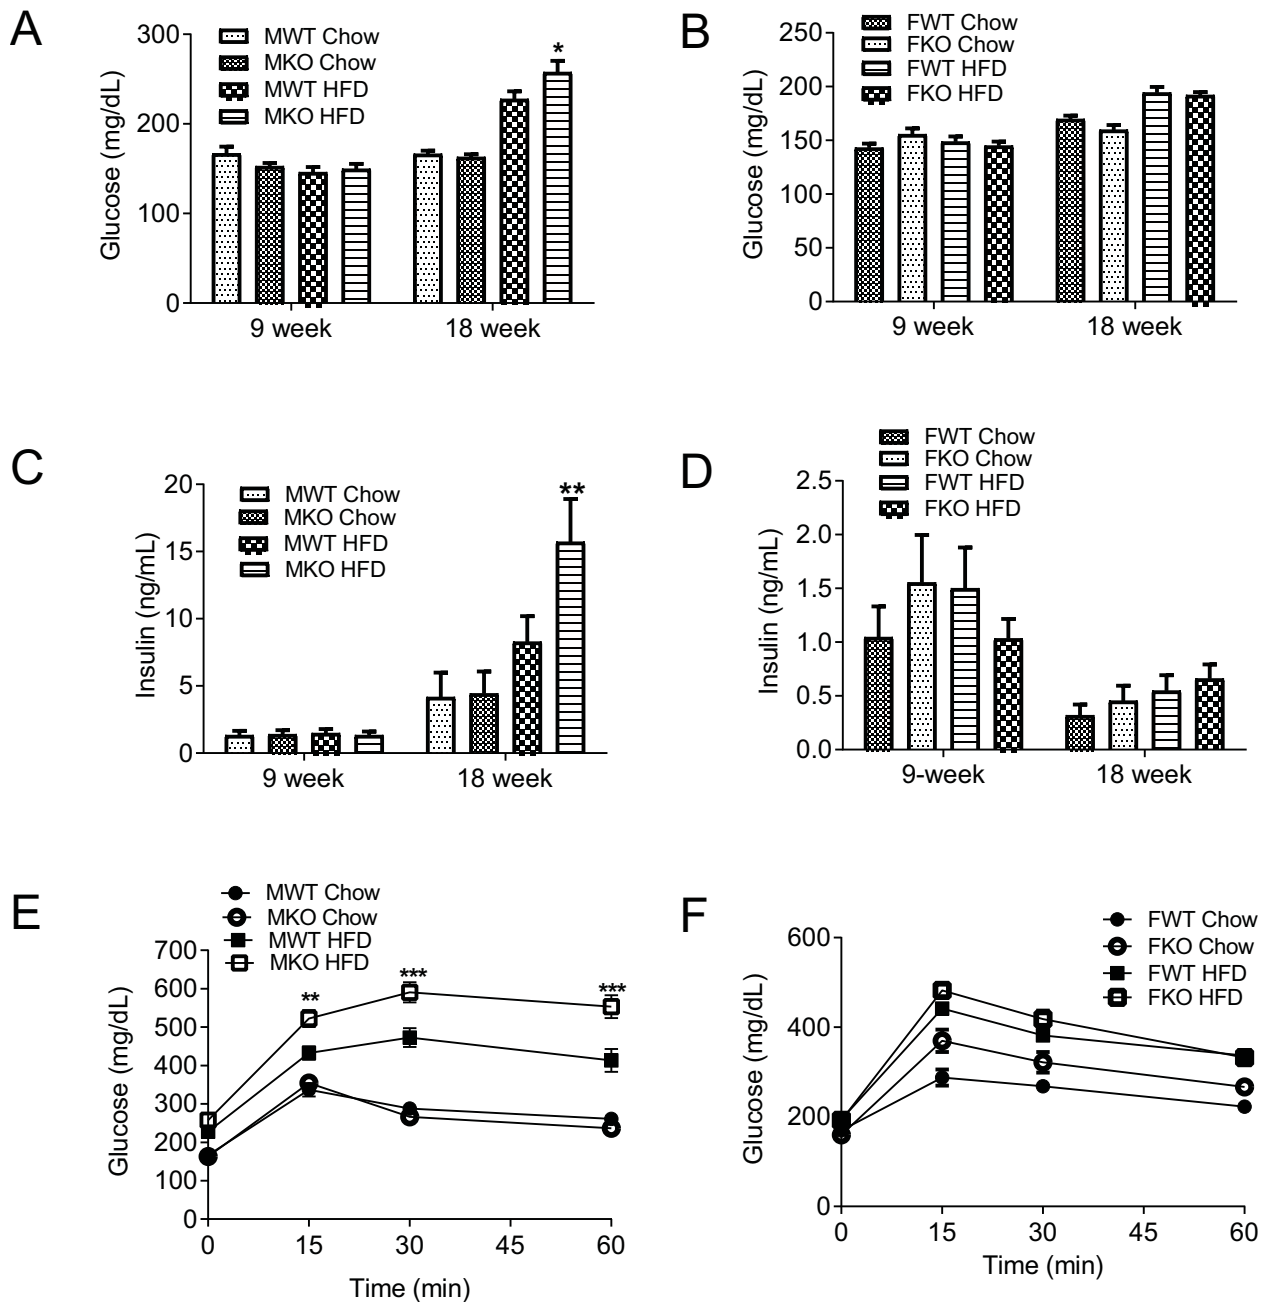 A
MWT Chow
MKO Chow
MWT HFD
MKO HFD
*
Glucose (mg/dL)
300
200
100
0
9 week
18 week
B
FWT Chow
FKO Chow
FWT HFD
FKO HFD
Glucose (mg/dL)
250
200
150
100
50
0
9 week
18 week
C
MWT Chow
MKO Chow
MWT HFD
MKO HFD
**
Insulin (ng/mL)
20
15
10
5
0
9 week
18 week
D
FWT Chow
FKO Chow
FWT HFD
FKO HFD
Insulin (ng/mL)
2.5
2.0
1.5
1.0
0.5
0.0
9-week
18 week
E
MWT Chow
MKO Chow
MWT HFD
MKO HFD
**
***
***
Glucose (mg/dL)
700
600
500
400
300
200
100
0
0
15
30
45
60
Time (min)
F
FWT Chow
FKO Chow
FWT HFD
FKO HFD
Glucose (mg/dL)
600
400
200
0
0
15
30
45
60
Time (min)